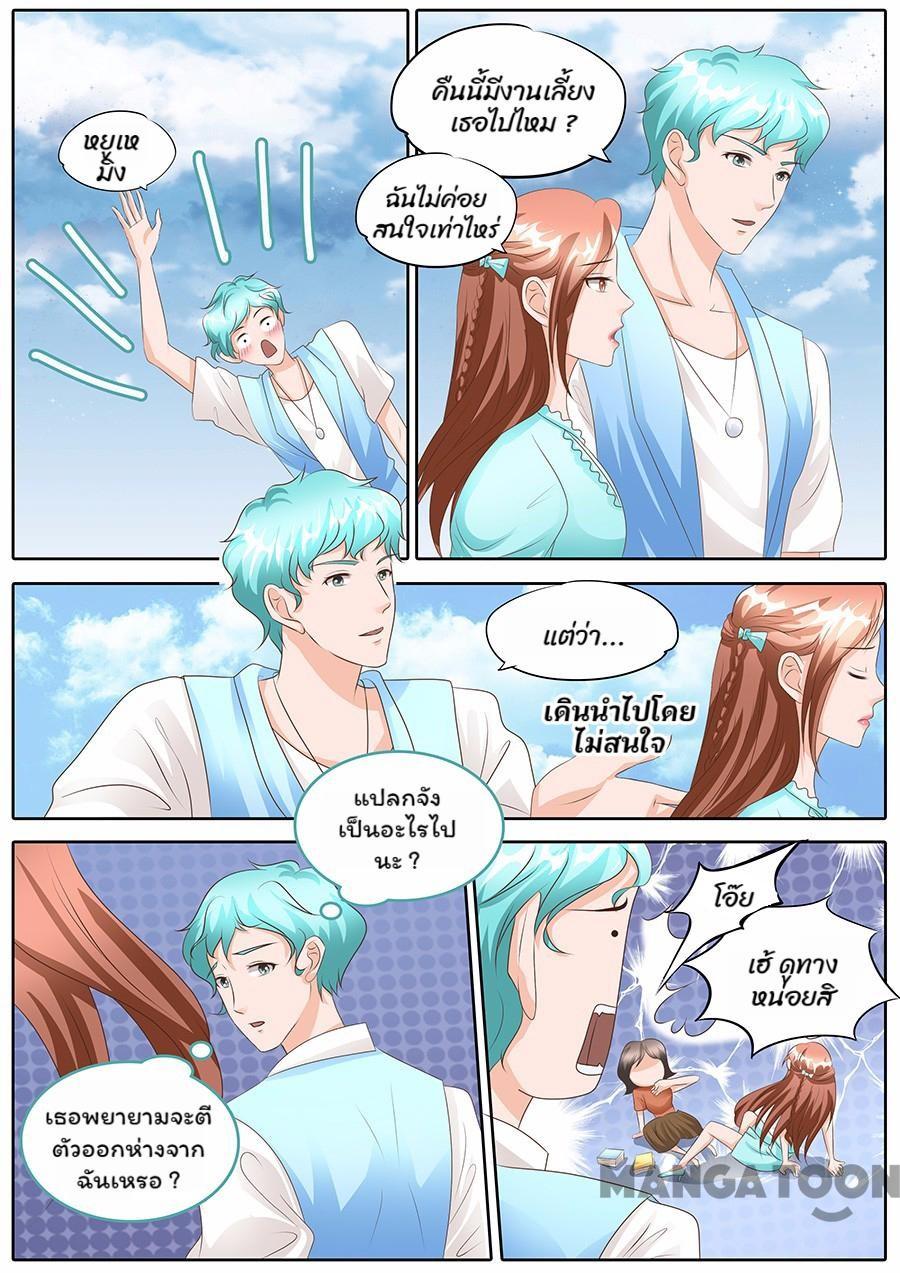 หยูเห
มิ๋ง
คืนนี้มีงานเลี้ยง
เธอไปไหม ?
ฉันไม่ค่อย
สนใจเท่าไหร่
แต่ว่า...
เดินนำไปโดย
ไม่สนใจ
แปลกจัง
เป็นอะไรไป
นะ ?
เธอพยายามจะตี
ตัวออกห่างจาก
ฉันเหรอ ?
โอ๊ย
เฮ้ ดูทาง
หน่อยสิ
MANGATOON